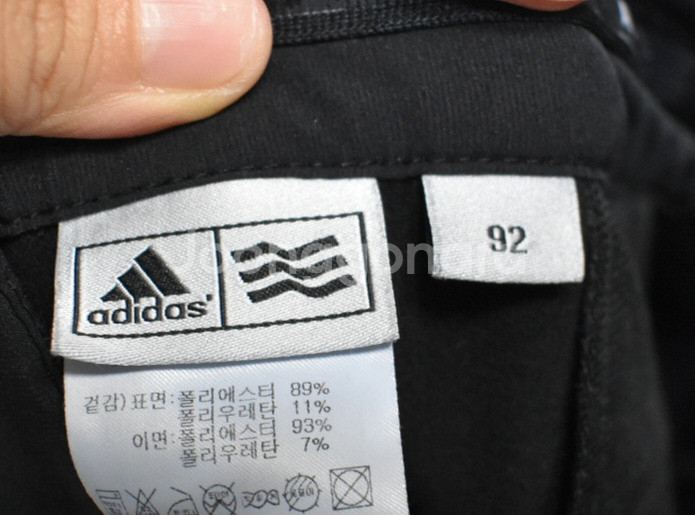 Joonggonara
adidas
92
겉감)표면:폴리에스터 89%
폴리우레탄 11%
이면:폴리에스터 93%
폴리우레탄 7%